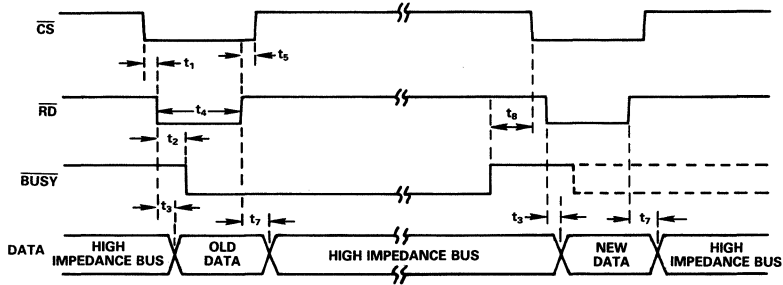 CS
t1
t5
RD
t4
t8
t2
BUSY
t3
t7
t3
t7
DATA
HIGH
IMPEDANCE BUS
OLD
DATA
HIGH IMPEDANCE BUS
NEW
DATA
HIGH
IMPEDANCE BUS